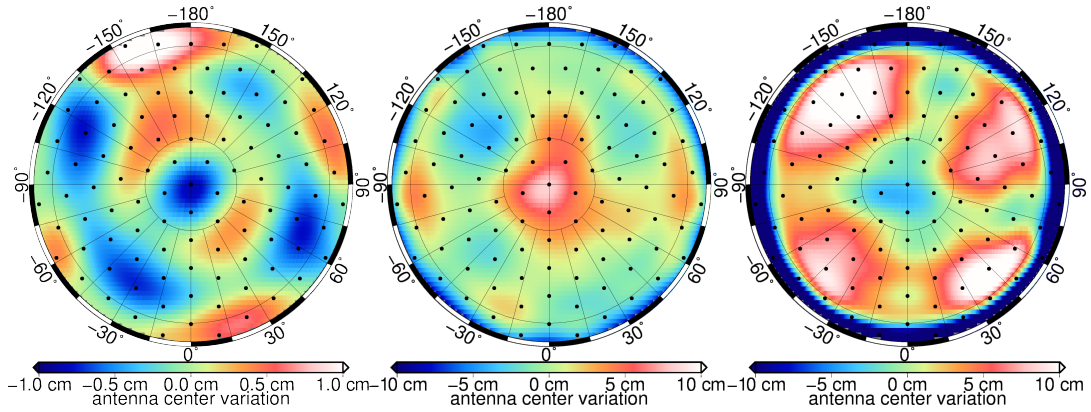 −180° −180° −180°
−150° 150° −150° 150° −150° 150°
−120° 120° −120° 120° −120° 120°
−90° 90° −90° 90° −90° 90°
−60° 60° −60° 60° −60° 60°
−30° 30° −30° 30° −30° 30°
0° 0° 0°
−1.0 cm −0.5 cm 0.0 cm 0.5 cm 1.0 cm
antenna center variation
−10 cm −5 cm 0 cm 5 cm 10 cm
antenna center variation
−10 cm −5 cm 0 cm 5 cm 10 cm
antenna center variation